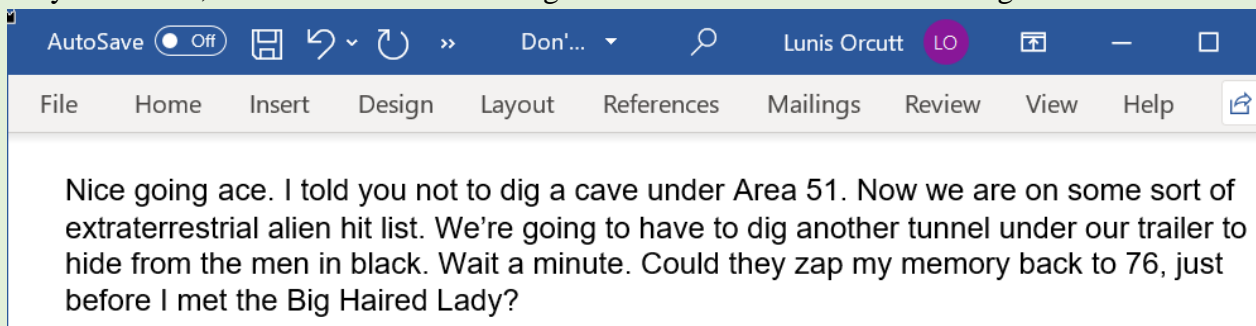 AutoSave Off » Don'... Lunis Orcutt LO
File Home Insert Design Layout References Mailings Review View Help
Nice going ace. I told you not to dig a cave under Area 51. Now we are on some sort of
extraterrestrial alien hit list. We’re going to have to dig another tunnel under our trailer to
hide from the men in black. Wait a minute. Could they zap my memory back to 76, just
before I met the Big Haired Lady?